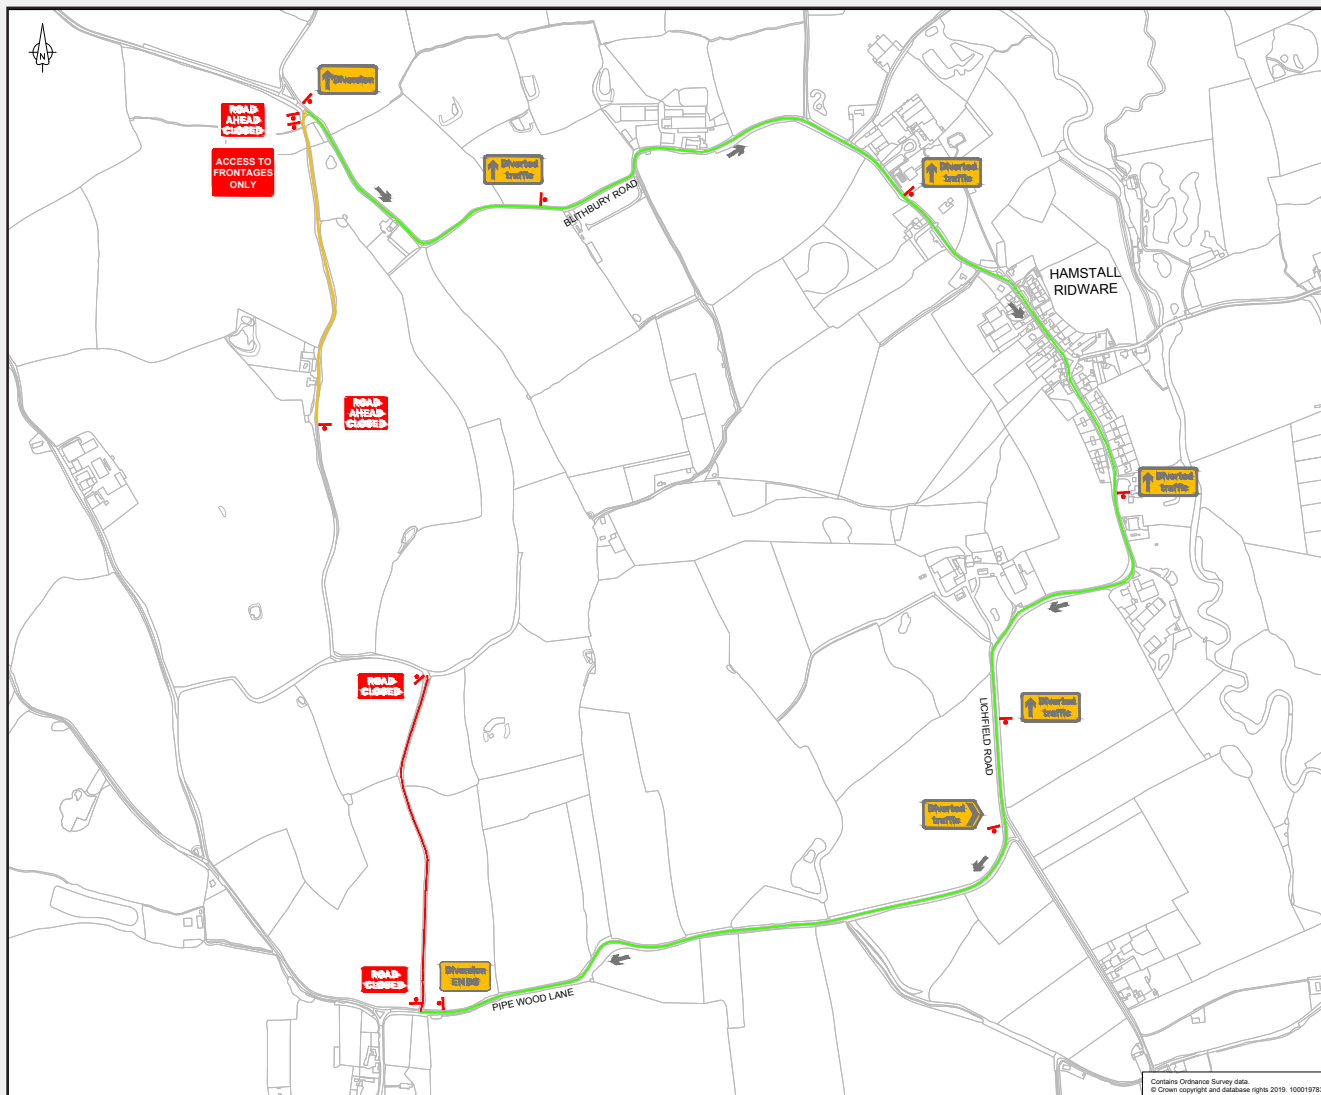 N
Diversion
ROAD
AHEAD
CLOSED
ACCESS TO
FRONTAGES
ONLY
Diverted
traffic
BLITHBURY ROAD
Diverted
traffic
HAMSTALL
RIDWARE
ROAD
AHEAD
CLOSED
Diverted
traffic
ROAD
CLOSED
LICHFIELD ROAD
Diverted
traffic
Diverted
traffic
ROAD
CLOSED
Diversion
ENDS
PIPE WOOD LANE
Contains Ordnance Survey data.
© Crown copyright and database rights 2019. 10001978